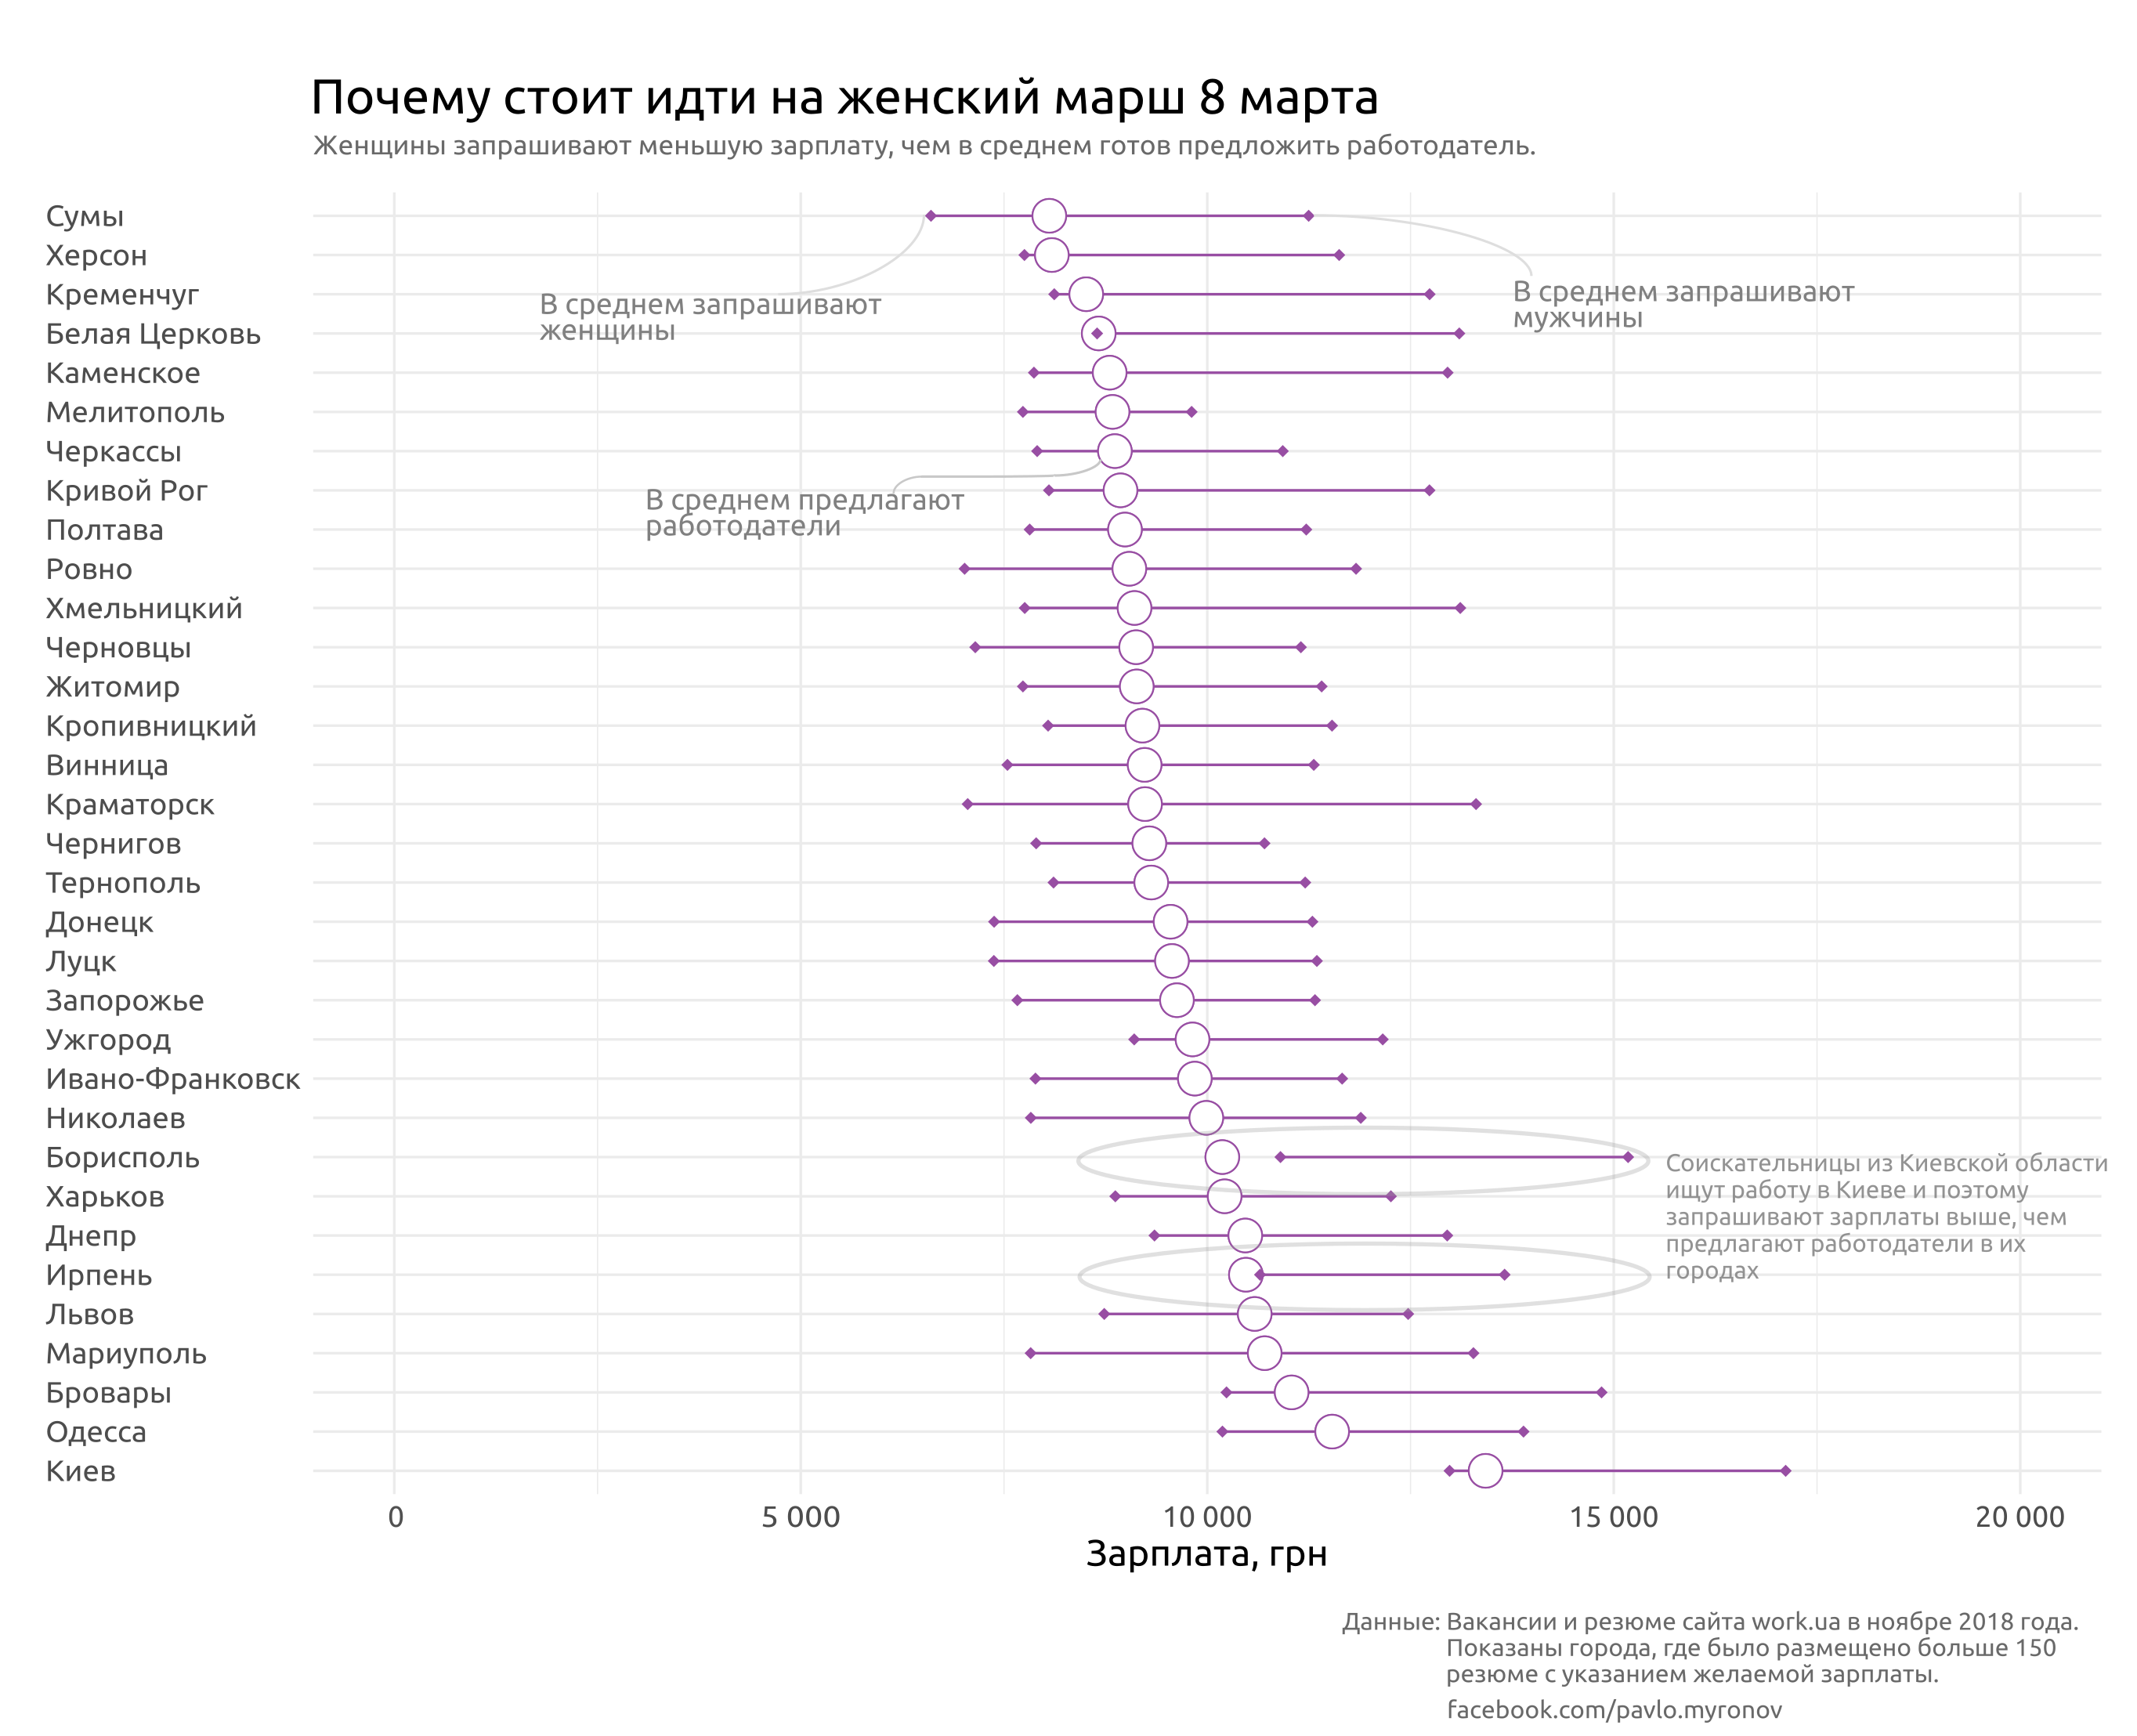 Почему стоит идти на женский марш 8 марта
Женщины запрашивают меньшую зарплату, чем в среднем готов предложить работодатель.
Сумы
Херсон
Кременчуг
В среднем запрашивают
женщины
В среднем запрашивают
мужчины
Белая Церковь
Каменское
Мелитополь
Черкассы
Кривой Рог
В среднем предлагают
работодатели
Полтава
Ровно
Хмельницкий
Черновцы
Житомир
Кропивницкий
Винница
Краматорск
Чернигов
Тернополь
Донецк
Луцк
Запорожье
Ужгород
Ивано-Франковск
Николаев
Борисполь
Харьков
Днепр
Ирпень
Соискательницы из Киевской области
ищут работу в Киеве и поэтому
запрашивают зарплаты выше, чем
предлагают работодатели в их
городах
Львов
Мариуполь
Бровары
Одесса
Киев
0 5 000 10 000 15 000 20 000
Зарплата, грн
Данные: Вакансии и резюме сайта work.ua в ноябре 2018 года.
Показаны города, где было размещено больше 150
резюме с указанием желаемой зарплаты.
facebook.com/pavlo.myronov